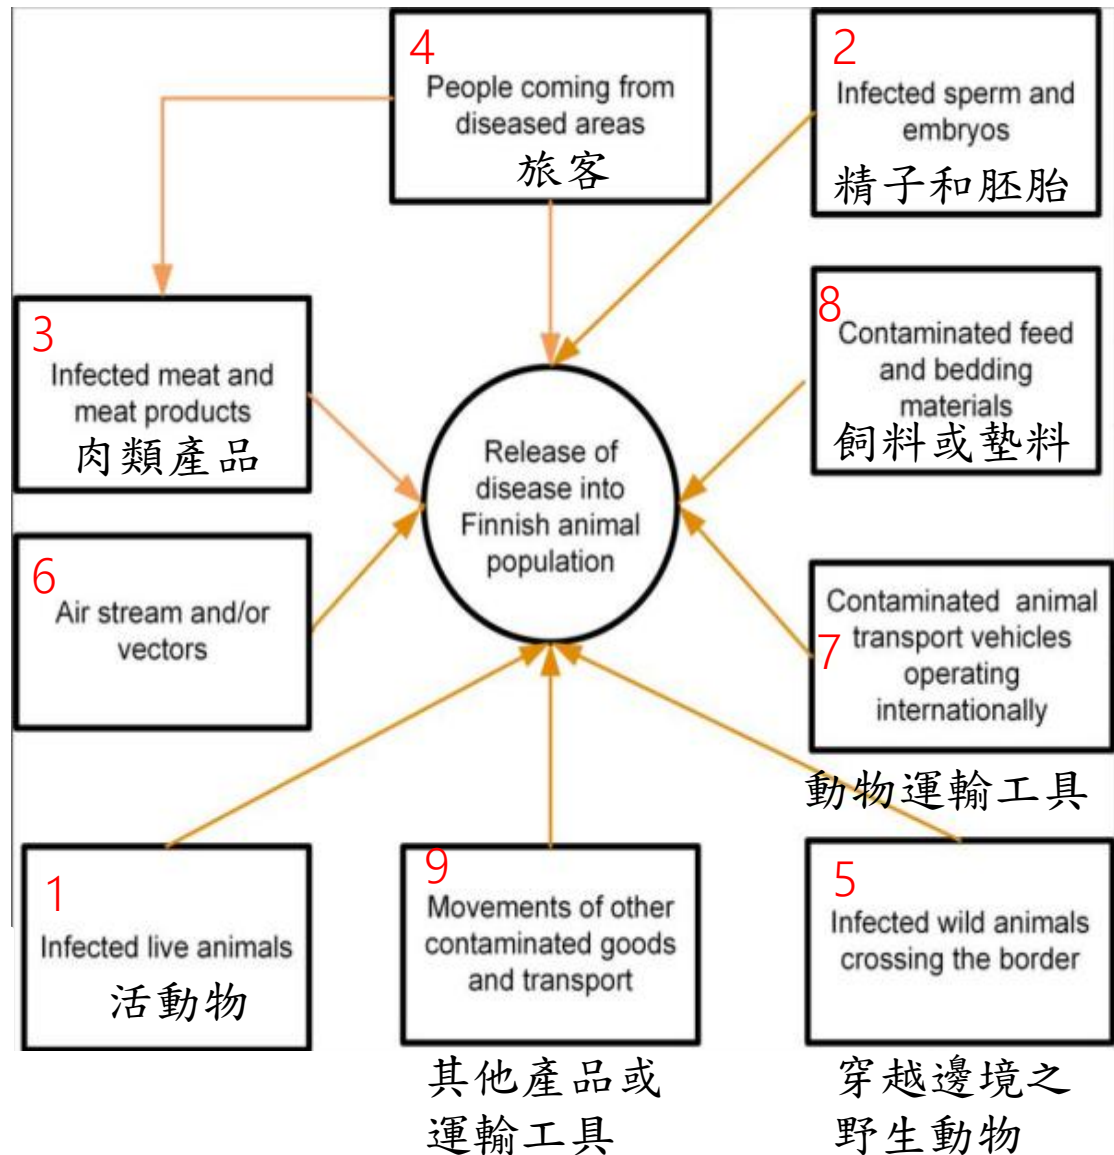 4
People coming from
diseased areas
旅客
2
Infected sperm and
embryos
精子和胚胎
3
Infected meat and
meat products
肉類產品
Release of
disease into
Finnish animal
population
8
Contaminated feed
and bedding
materials
飼料或墊料
6
Air stream and/or
vectors
7
Contaminated animal
transport vehicles
operating
internationally
動物運輸工具
1
Infected live animals
活動物
9
Movements of other
contaminated goods
and transport
其他產品或
運輸工具
5
Infected wild animals
crossing the border
穿越邊境之
野生動物